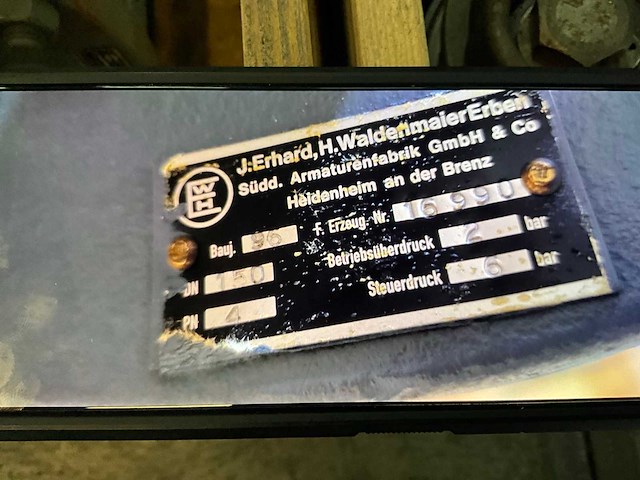 J. Erhard, H. Waldenmaier Erben
Südd. Armaturenfabrik GmbH & Co
Heidenheim an der Brenz
Bauj. 96 F. Erzeug. Nr. 16990
DN 150 Betriebsüberdruck 2 bar
PN 4 Steuerdruck 6 bar